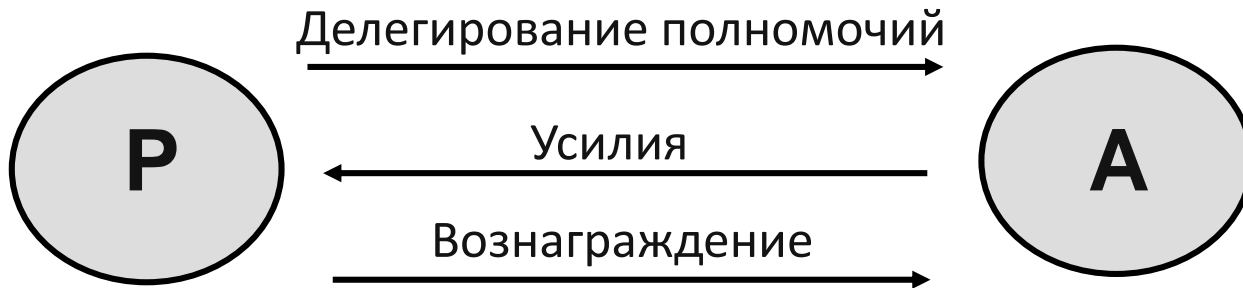 Делегирование полномочий
P
Усилия
A
Вознаграждение